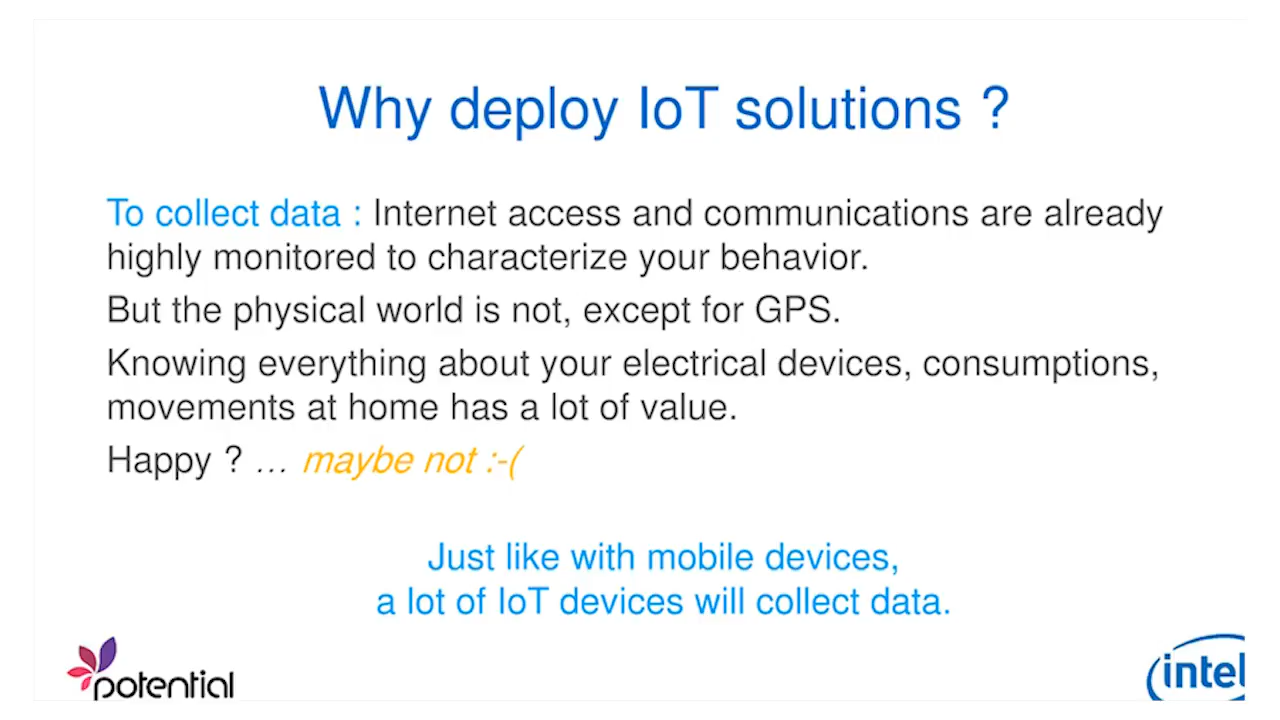 Why deploy IoT solutions ?
To collect data : Internet access and communications are already
highly monitored to characterize your behavior.
But the physical world is not, except for GPS.
Knowing everything about your electrical devices, consumptions,
movements at home has a lot of value.
Happy ? … maybe not :-(
Just like with mobile devices,
a lot of IoT devices will collect data.
potential
intel